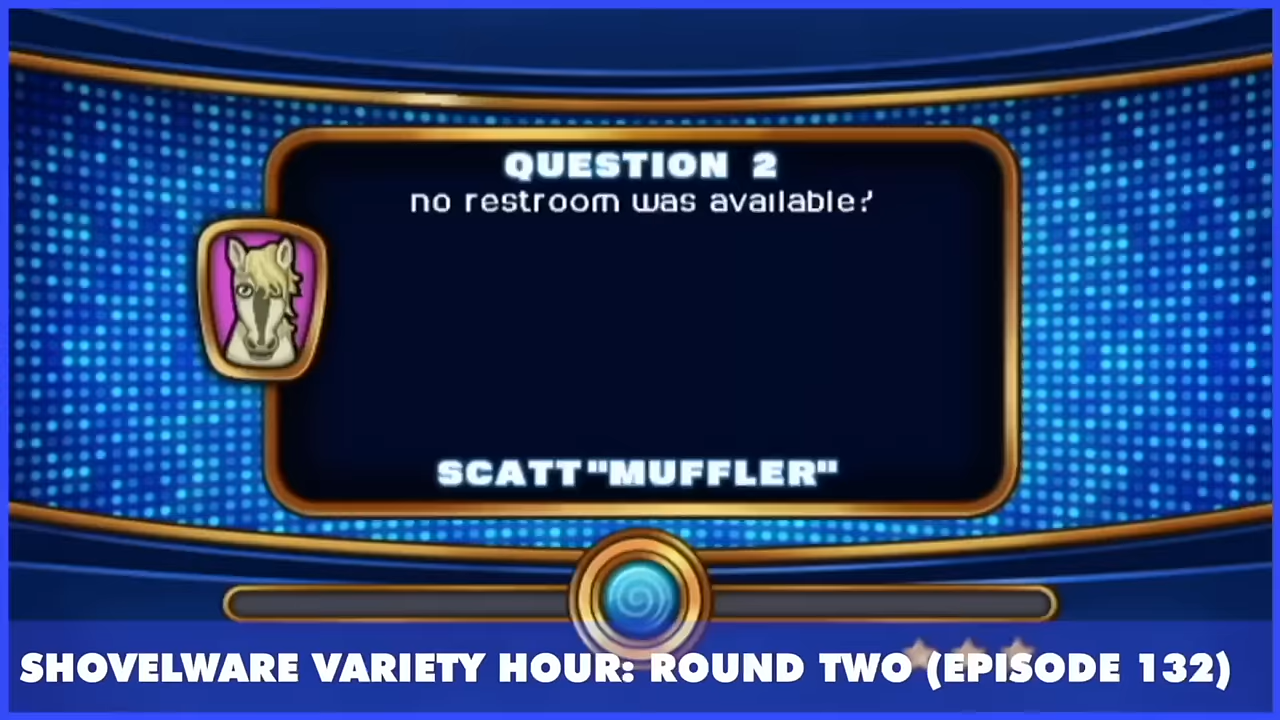 QUESTION 2
no restroom was available?
SCATT"MUFFLER"
SHOVELWARE VARIETY HOUR: ROUND TWO (EPISODE 132)